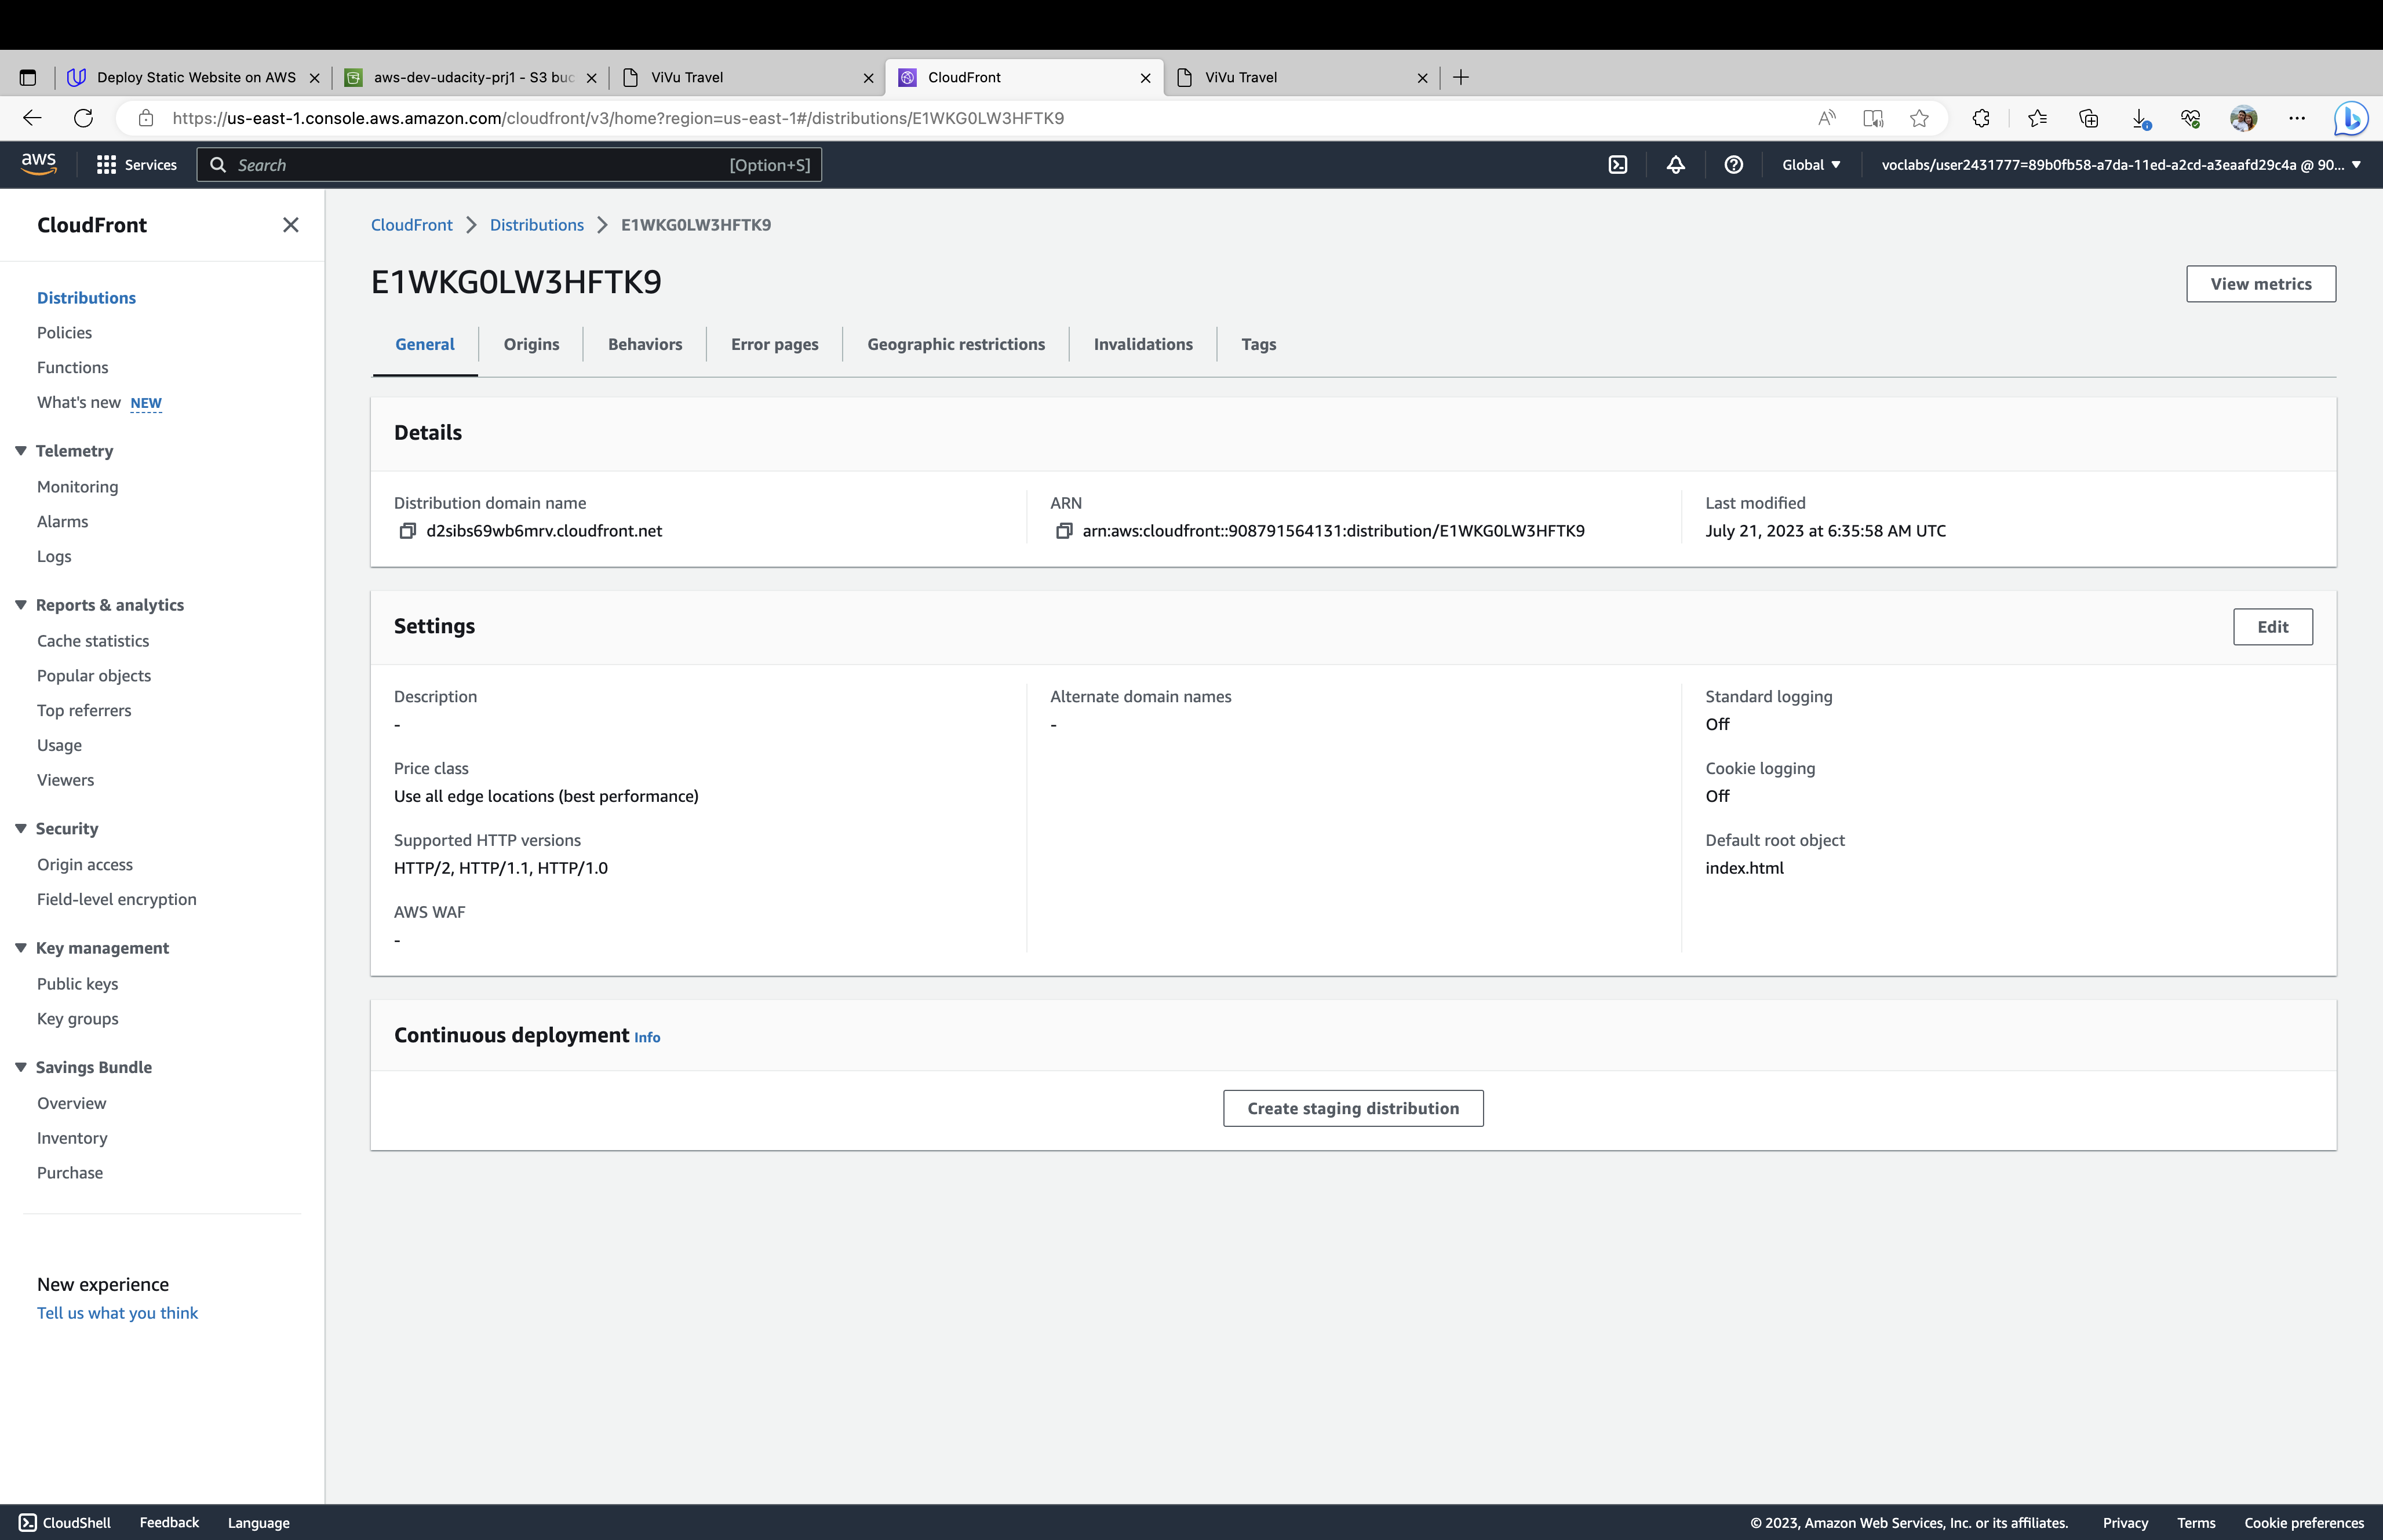 Deploy Static Website on AWS
aws-dev-udacity-prj1 - S3 buc
ViVu Travel
CloudFront
ViVu Travel
https://us-east-1.console.aws.amazon.com/cloudfront/v3/home?region=us-east-1#/distributions/E1WKG0LW3HFTK9
aws
Services
Search
[Option+S]
Global
voclabs/user2431777=89b0fb58-a7da-11ed-a2cd-a3eaafd29c4a @ 90...
CloudFront
Distributions
Policies
Functions
What's new NEW
Telemetry
Monitoring
Alarms
Logs
Reports & analytics
Cache statistics
Popular objects
Top referrers
Usage
Viewers
Security
Origin access
Field-level encryption
Key management
Public keys
Key groups
Savings Bundle
Overview
Inventory
Purchase
New experience
Tell us what you think
CloudFront > Distributions > E1WKG0LW3HFTK9
E1WKG0LW3HFTK9
View metrics
General
Origins
Behaviors
Error pages
Geographic restrictions
Invalidations
Tags
Details
Distribution domain name
d2sibs69wb6mrv.cloudfront.net
ARN
arn:aws:cloudfront::908791564131:distribution/E1WKG0LW3HFTK9
Last modified
July 21, 2023 at 6:35:58 AM UTC
Settings
Edit
Description
-
Price class
Use all edge locations (best performance)
Supported HTTP versions
HTTP/2, HTTP/1.1, HTTP/1.0
AWS WAF
-
Alternate domain names
-
Standard logging
Off
Cookie logging
Off
Default root object
index.html
Continuous deployment Info
Create staging distribution
CloudShell
Feedback
Language
© 2023, Amazon Web Services, Inc. or its affiliates.
Privacy
Terms
Cookie preferences